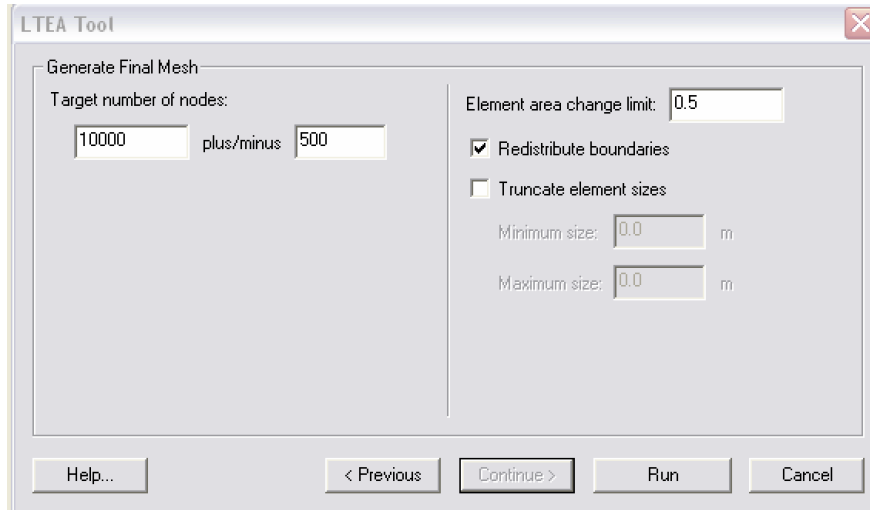 LTEA Tool
Generate Final Mesh
Target number of nodes:
10000 plus/minus 500
Element area change limit: 0.5
Redistribute boundaries
Truncate element sizes
Minimum size: 0.0 m
Maximum size: 0.0 m
Help... < Previous Continue > Run Cancel